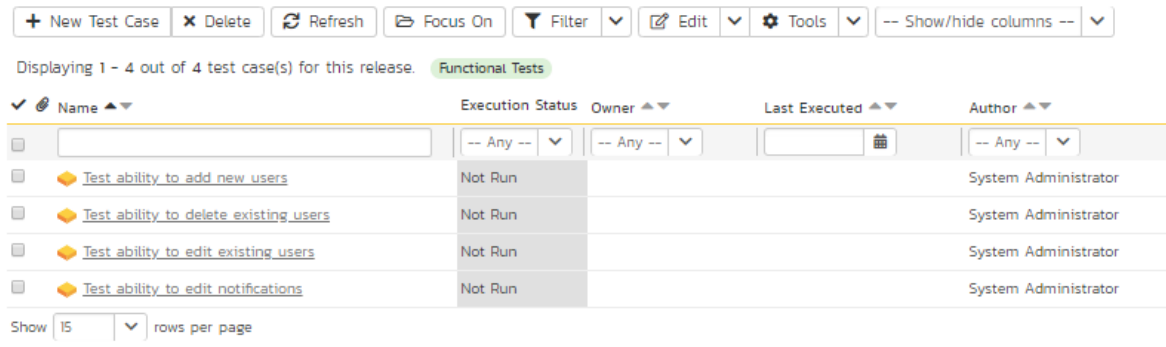 New Test Case Delete Refresh Focus On Filter Edit Tools -- Show/hide columns --
Displaying 1 - 4 out of 4 test case(s) for this release. Functional Tests
Name Execution Status Owner Last Executed Author
-- Any -- -- Any -- -- Any --
Test ability to add new users Not Run System Administrator
Test ability to delete existing users Not Run System Administrator
Test ability to edit existing users Not Run System Administrator
Test ability to edit notifications Not Run System Administrator
Show 15 rows per page